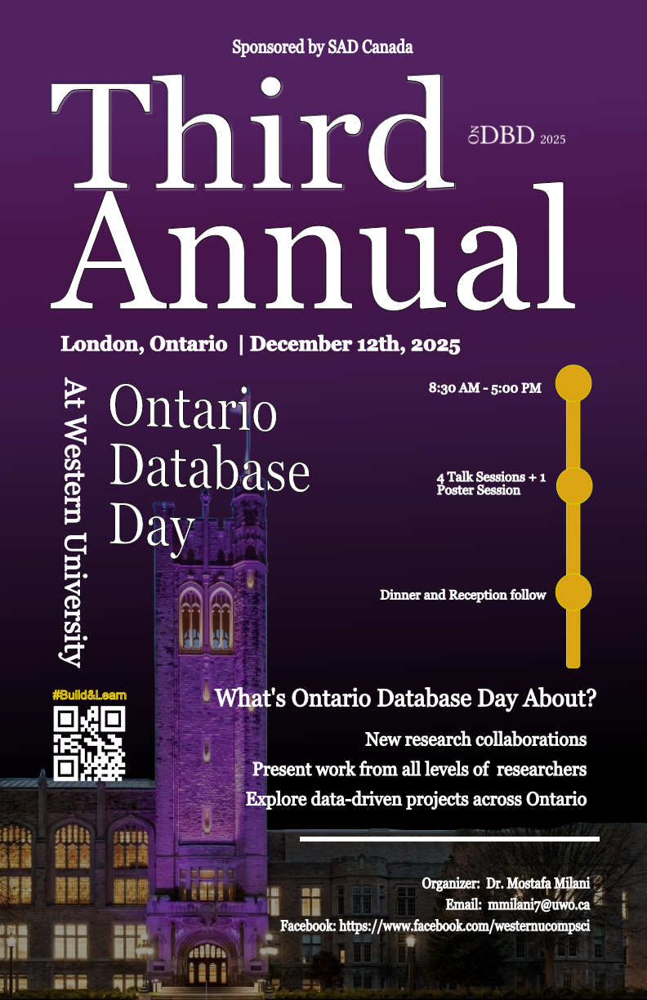 Sponsored by SAD Canada
Third
ONDBD 2025
Annual
London, Ontario | December 12th, 2025
At Western University
Ontario
Database
Day
8:30 AM - 5:00 PM
4 Talk Sessions + 1
Poster Session
Dinner and Reception follow
#Build&Learn
What's Ontario Database Day About?
New research collaborations
Present work from all levels of researchers
Explore data-driven projects across Ontario
Organizer: Dr. Mostafa Milani
Email: mmilani7@uwo.ca
Facebook: https://www.facebook.com/westernucompsci